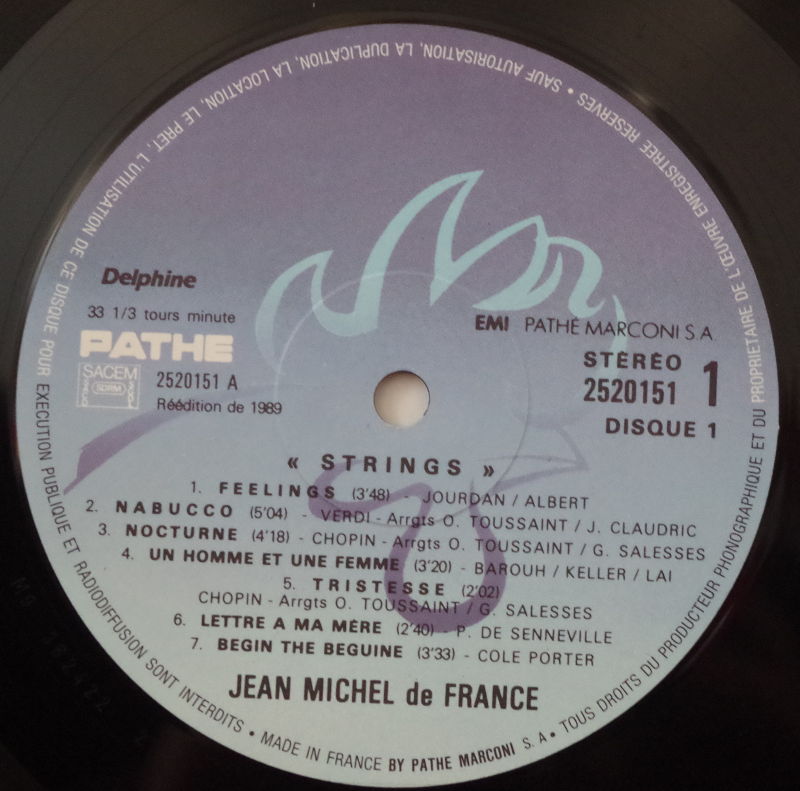 SAUF AUTORISATION, LA DUPLICATION, LA LOCATION, LE PRET, L'UTILISATION DE CE DISQUE POUR EXECUTION PUBLIQUE ET RADIODIFFUSION SONT INTERDITS • MADE IN FRANCE BY PATHE MARCONI S.A. • TOUS DROITS DU PRODUCTEUR PHONOGRAPHIQUE ET DU PROPRIETAIRE DE L'ŒUVRE ENREGISTREE RESERVES •
Delphine
33 1/3 tours minute
EMI PATHÉ MARCONI S.A.
PATHE
STÉRÉO
SACEM
SDRM
2520151 A
2520151 1
Réédition de 1989
DISQUE 1
« STRINGS »
1. FEELINGS (3'48) - JOURDAN / ALBERT
2. NABUCCO (5'04) - VERDI - Arrgts O. TOUSSAINT / J. CLAUDRIC
3. NOCTURNE (4'18) - CHOPIN - Arrgts O. TOUSSAINT / G. SALESSES
4. UN HOMME ET UNE FEMME (3'20) - BAROUH / KELLER / LAI
5. TRISTESSE (2'02)
CHOPIN - Arrgts O. TOUSSAINT / G. SALESSES
6. LETTRE A MA MÈRE (2'40) - P. DE SENNEVILLE
7. BEGIN THE BEGUINE (3'33) - COLE PORTER
JEAN MICHEL de FRANCE